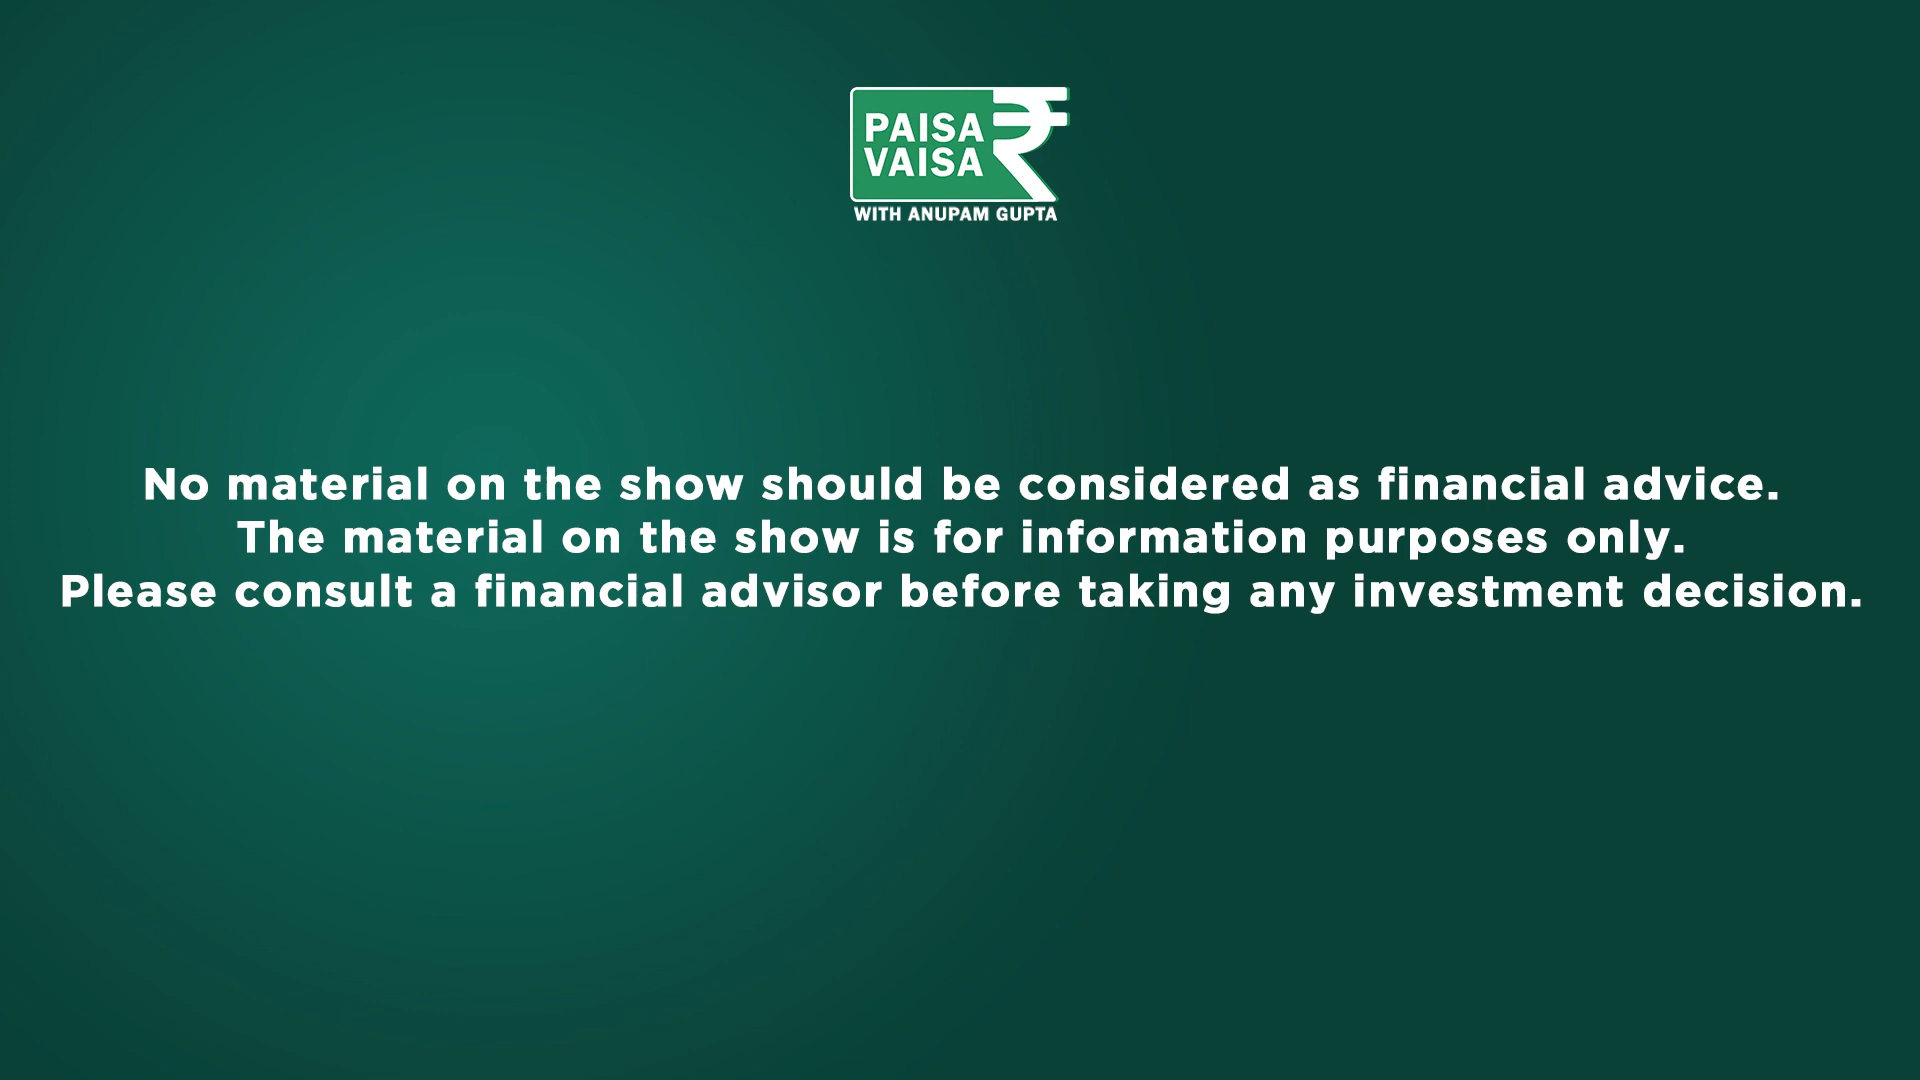 PAISA
VAISA
₹
WITH ANUPAM GUPTA
No material on the show should be considered as financial advice.
The material on the show is for information purposes only.
Please consult a financial advisor before taking any investment decision.